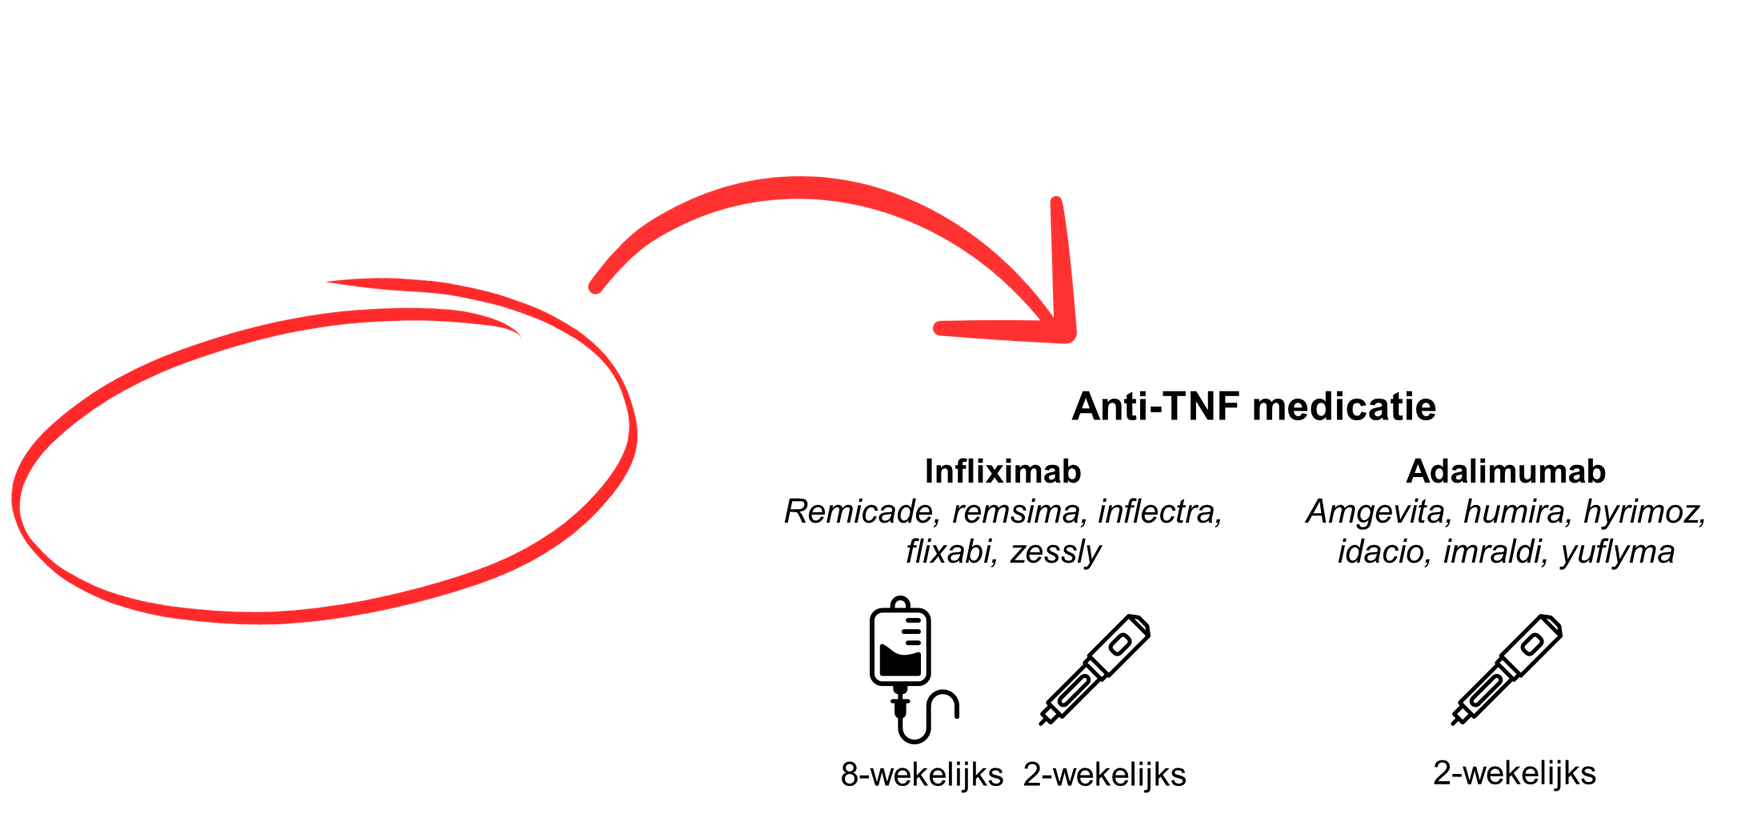 Anti-TNF medicatie
Infliximab
Remicade, remsima, inflectra,
flixabi, zessly
8-wekelijks 2-wekelijks
Adalimumab
Amgevita, humira, hyrimoz,
idacio, imraldi, yuflyma
2-wekelijks